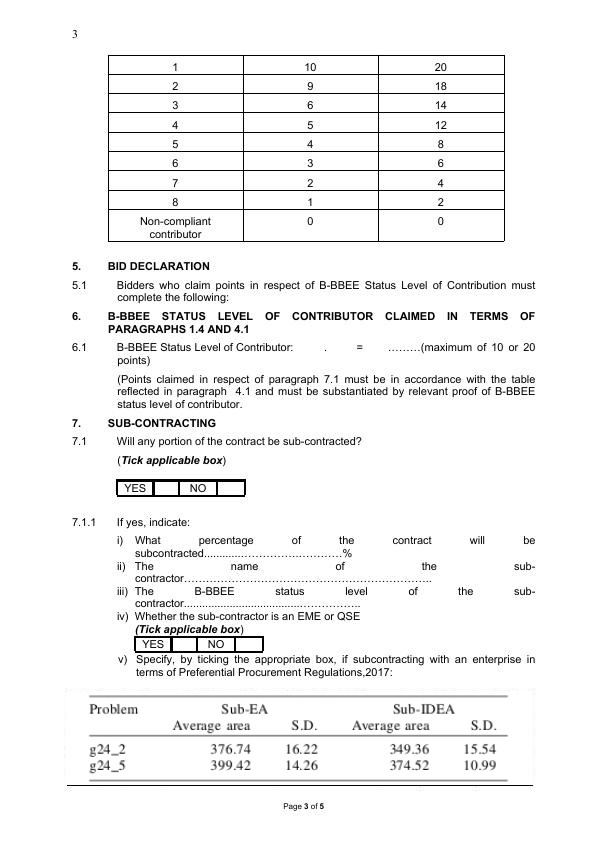 3
1 10 20
2 9 18
3 6 14
4 5 12
5 4 8
6 3 6
7 2 4
8 1 2
Non-compliant 0 0
contributor
5. BID DECLARATION
5.1 Bidders who claim points in respect of B-BBEE Status Level of Contribution must
complete the following:
6. B-BBEE STATUS LEVEL OF CONTRIBUTOR CLAIMED IN TERMS OF
PARAGRAPHS 1.4 AND 4.1
6.1 B-BBEE Status Level of Contributor: . = ………(maximum of 10 or 20
points)
(Points claimed in respect of paragraph 7.1 must be in accordance with the table
reflected in paragraph 4.1 and must be substantiated by relevant proof of B-BBEE
status level of contributor.
7. SUB-CONTRACTING
7.1 Will any portion of the contract be sub-contracted?
(Tick applicable box)
YES NO
7.1.1 If yes, indicate:
i) What percentage of the contract will be
subcontracted............…………….…………%
ii) The name of the sub-
contractor…………………………………………………………..
iii) The B-BBEE status level of the sub-
contractor......................................……………..
iv) Whether the sub-contractor is an EME or QSE
(Tick applicable box)
YES NO
v) Specify, by ticking the appropriate box, if subcontracting with an enterprise in
terms of Preferential Procurement Regulations,2017:
Problem Sub-EA Sub-IDEA
Average area S.D. Average area S.D.
g24_2 376.74 16.22 349.36 15.54
g24_5 399.42 14.26 374.52 10.99
Page 3 of 5